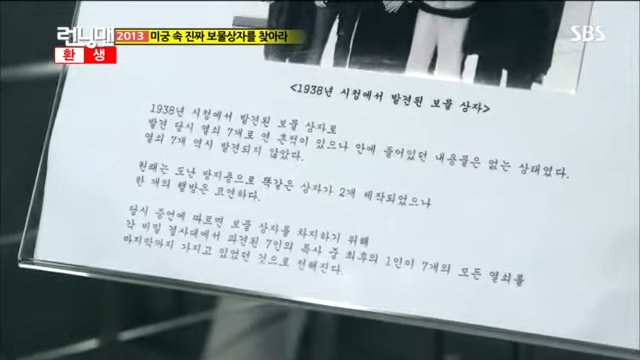 런닝맨
환생
2013 미궁 속 진짜 보물상자를 찾아라
SBS
<1938년 시청에서 발견된 보물 상자>
1938년 시청에서 발견된 보물 상자로
발견 당시 열쇠 7개로 연 흔적이 있으나 안에 들어있던 내용물은 없는 상태였다.
열쇠 7개 역시 발견되지 않았다.
원래는 도난 방지용으로 똑같은 상자가 2개 제작되었으나
한 개의 행방은 묘연하다.
당시 증언에 따르면 보물 상자를 차지하기 위해
각 비밀 결사대에서 파견된 7인의 복사 중 최후의 1인이 7개의 모든 열쇠를
마지막까지 가지고 있었던 것으로 전해진다.